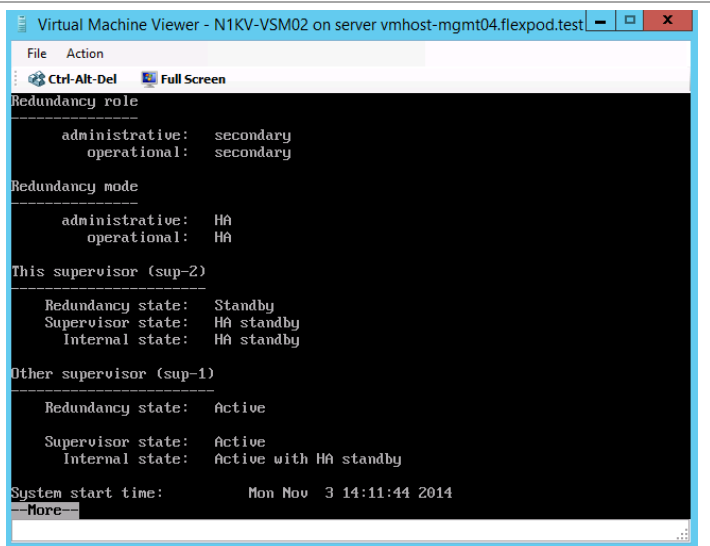 Virtual Machine Viewer - N1KV-VSM02 on server vmhost-mgmt04.flexpod.test
File Action
Ctrl-Alt-Del Full Screen
Redundancy role
---------------
administrative: secondary
operational: secondary
Redundancy mode
---------------
administrative: HA
operational: HA
This supervisor (sup-2)
-----------------------
Redundancy state: Standby
Supervisor state: HA standby
Internal state: HA standby
Other supervisor (sup-1)
------------------------
Redundancy state: Active
Supervisor state: Active
Internal state: Active with HA standby
System start time: Mon Nov 3 14:11:44 2014
--More--